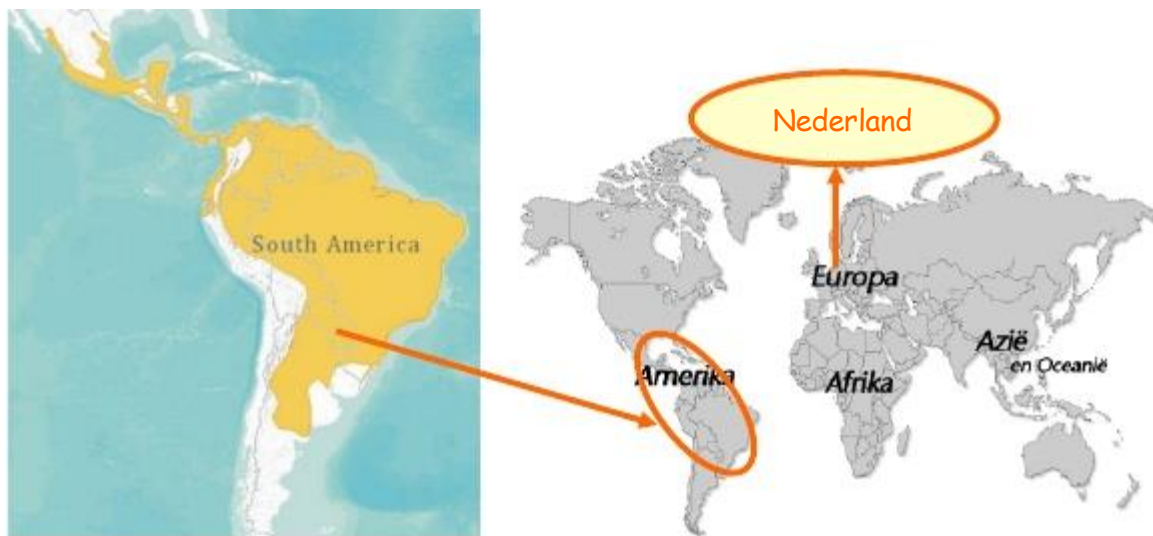 South America
Nederland
Europa
Azië
en Oceanië
Amerika
Afrika